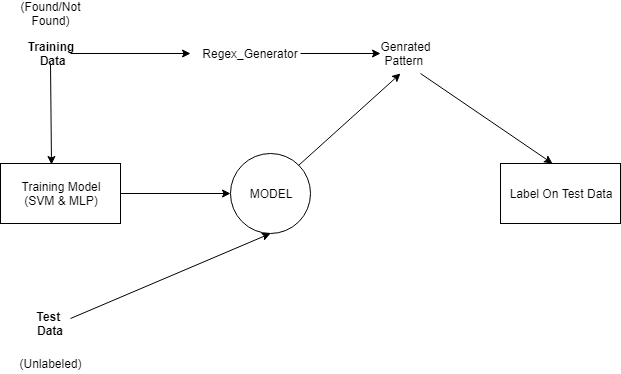 (Found/Not
Found)
Training
Data
Regex_Generator
Genrated
Pattern
Training Model
(SVM & MLP)
MODEL
Label On Test Data
Test
Data
(Unlabeled)